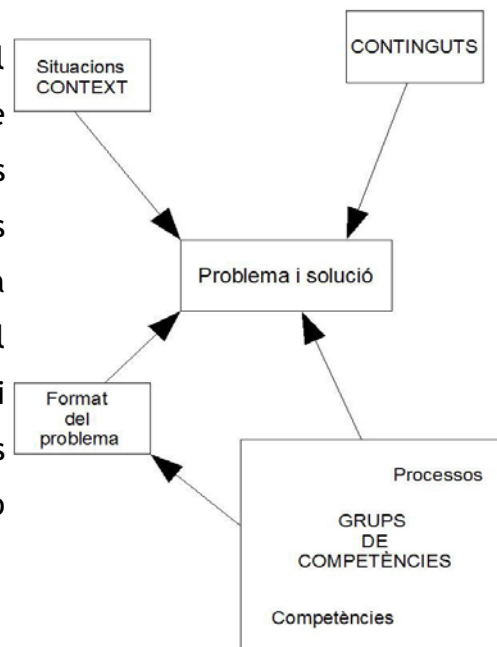 Situacions
CONTEXT
CONTINGUTS
Problema i solució
Format
del
problema
Processos
GRUPS
DE
COMPETÈNCIES
Competències